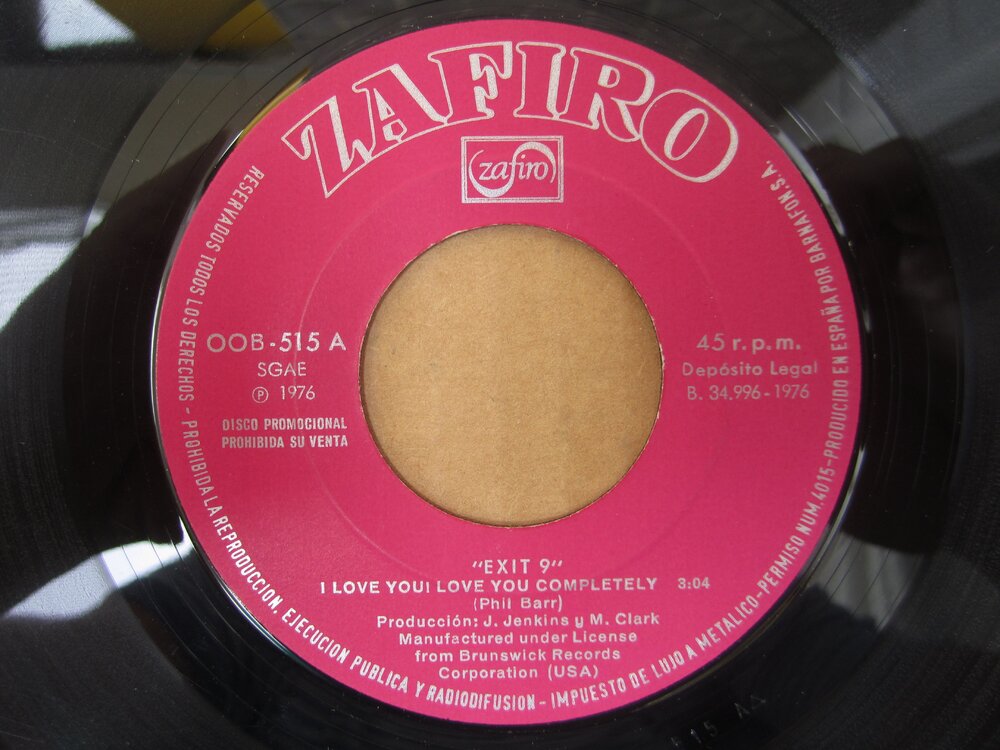 ZAFIRO
zafiro
RESERVADOS TODOS LOS DERECHOS - PROHIBIDA LA REPRODUCCION, EJECUCION PUBLICA Y RADIODIFUSION - IMPUESTO DE LUJO A METALICO - PERMISO NUM. 4015 - PRODUCIDO EN ESPAÑA POR BARNAFON, S.A.
OOB-515 A
SGAE
Ⓟ 1976
DISCO PROMOCIONAL
PROHIBIDA SU VENTA
45 r.p.m.
Depósito Legal
B. 34.996-1976
"EXIT 9"
I LOVE YOU I LOVE YOU COMPLETELY 3:04
(Phil Barr)
Producción: J. Jenkins y M. Clark
Manufactured under License
from Brunswick Records
Corporation (USA)